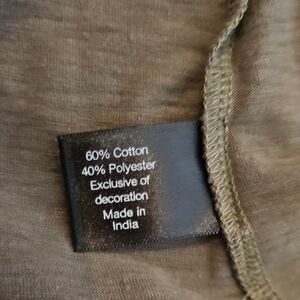 60% Cotton
40% Polyester
Exclusive of
decoration
Made in
India